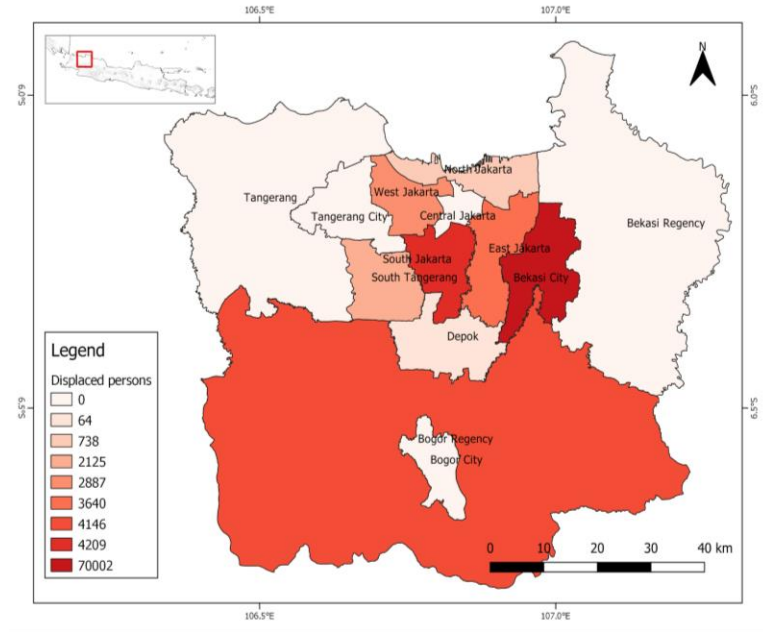 106.5°E
107.0°E
N
6.0°S
6.0°S
North Jakarta
West Jakarta
Tangerang
Tangerang City
Central Jakarta
Bekasi Regency
East Jakarta
South Jakarta
South Tangerang
Bekasi City
Depok
Legend
Displaced persons
0
64
738
2125
2887
3640
4146
4209
70002
6.5°S
6.5°S
Bogor Regency
Bogor City
0 10 20 30 40 km
106.5°E
107.0°E